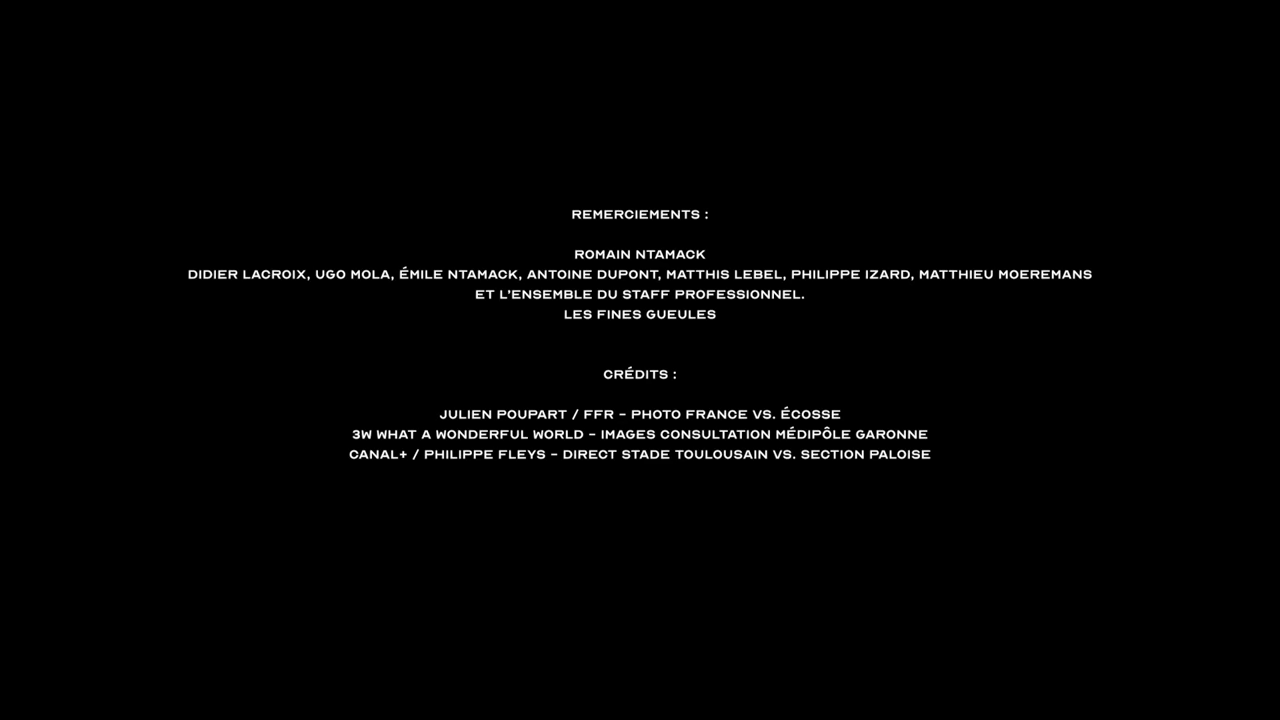 REMERCIEMENTS :
ROMAIN NTAMACK
DIDIER LACROIX, UGO MOLA, ÉMILE NTAMACK, ANTOINE DUPONT, MATTHIS LEBEL, PHILIPPE IZARD, MATTHIEU MOEREMANS
ET L'ENSEMBLE DU STAFF PROFESSIONNEL.
LES FINES GUEULES
CRÉDITS :
JULIEN POUPART / FFR – PHOTO FRANCE VS. ÉCOSSE
3W WHAT A WONDERFUL WORLD – IMAGES CONSULTATION MÉDIPÔLE GARONNE
CANAL+ / PHILIPPE FLEYS – DIRECT STADE TOULOUSAIN VS. SECTION PALOISE